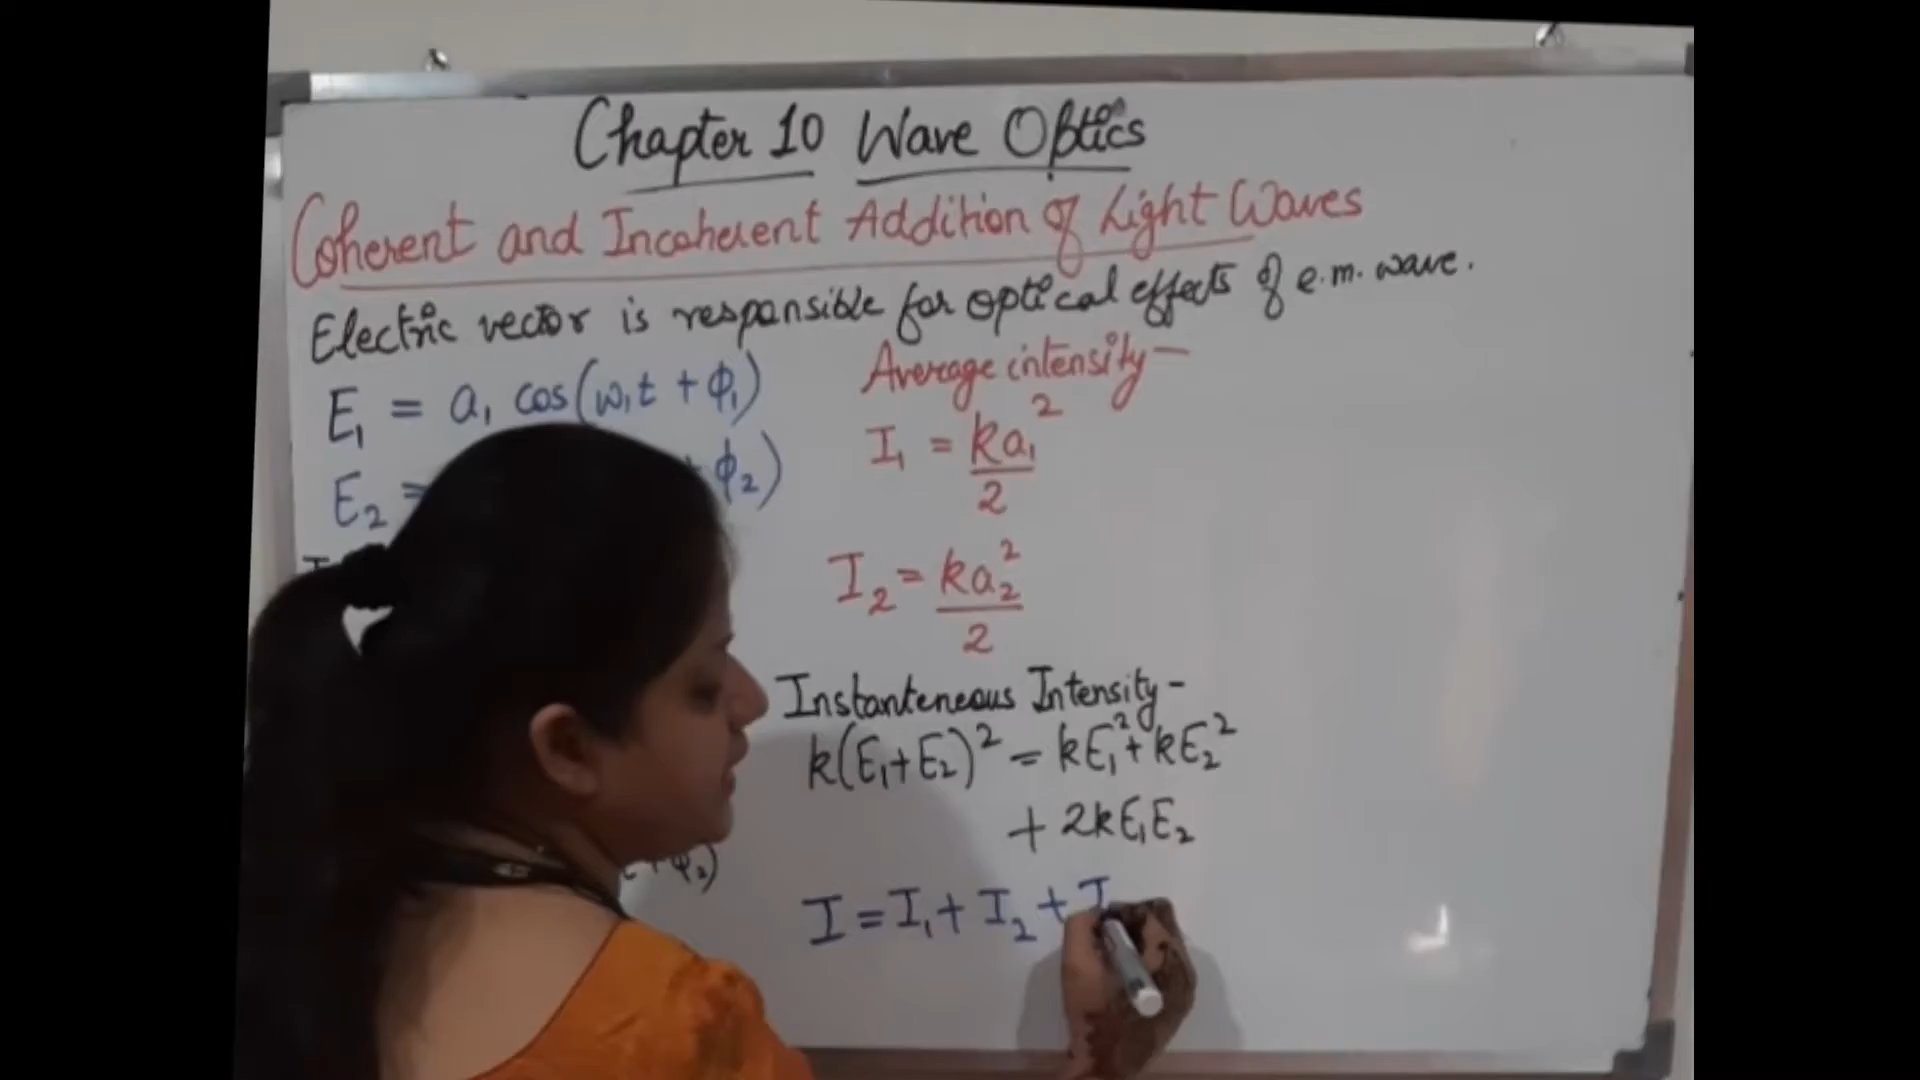 Chapter 10 Wave Optics
Coherent and Incoherent Addition of Light Waves
Electric vector is responsible for optical effects of e.m. wave.
E₁ = a₁ cos(ω₁t + ϕ₁)
E₂ = + ϕ₂)
Average intensity—
I₁ = ka₁²/2
I₂ = ka₂²/2
Instanteneous Intensity-
k(E₁+E₂)² = kE₁² + kE₂²
+ 2kE₁E₂
+ϕ₂)
I = I₁ + I₂ + I